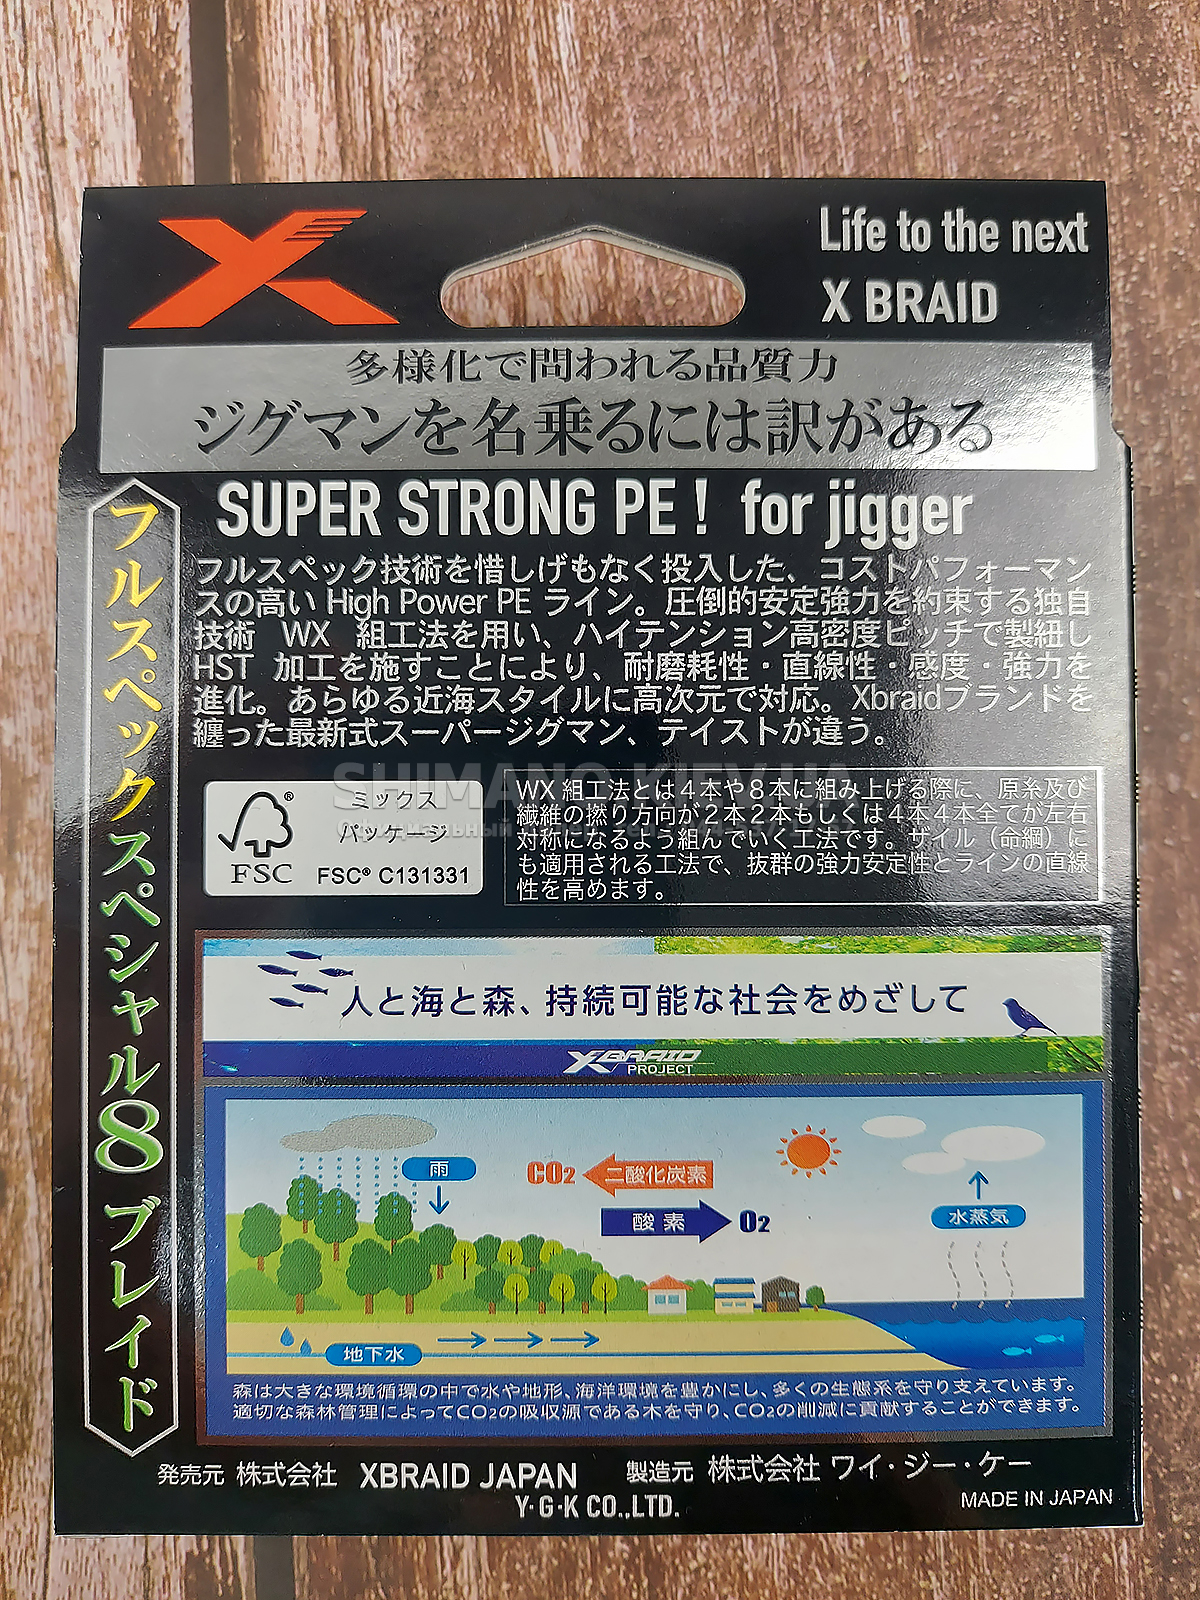 Life to the next
X BRAID
多様化で問われる品質力
ジグマンを名乗るには訳がある
フルスペックスペシャル8ブレイド
SUPER STRONG PE! for jigger
フルスペック技術を惜しげもなく投入した、コストパフォーマン
スの高い High Power PE ライン。圧倒的安定強力を約束する独自
技術 WX 組工法を用い、ハイテンション高密度ピッチで製紐し
HST 加工を施すことにより、耐磨耗性・直線性・感度・強力を
進化。あらゆる近海スタイルに高次元で対応。Xbraidブランドを
纏った最新式スーパージグマン、テイストが違う。
SHIMANO.KIEV.UA
Официальный
ミックス
パッケージ
FSC
FSC® C131331
WX 組工法とは４本や８本に組み上げる際に、原糸及び
繊維の撚り方向が２本２本もしくは４本４本全てが左右
対称になるよう組んでいく工法です。ザイル（命綱）に
も適用される工法で、抜群の強力安定性とラインの直線
性を高めます。
人と海と森、持続可能な社会をめざして
XBRAID
PROJECT
雨
CO2 二酸化炭素
酸素 O2
水蒸気
地下水
森は大きな環境循環の中で水や地形、海洋環境を豊かにし、多くの生態系を守り支えています。
適切な森林管理によってCO2の吸収源である木を守り、CO2の削減に貢献することができます。
発売元 株式会社 XBRAID JAPAN 製造元 株式会社 ワイ・ジー・ケー
Y·G·K CO.,LTD.
MADE IN JAPAN